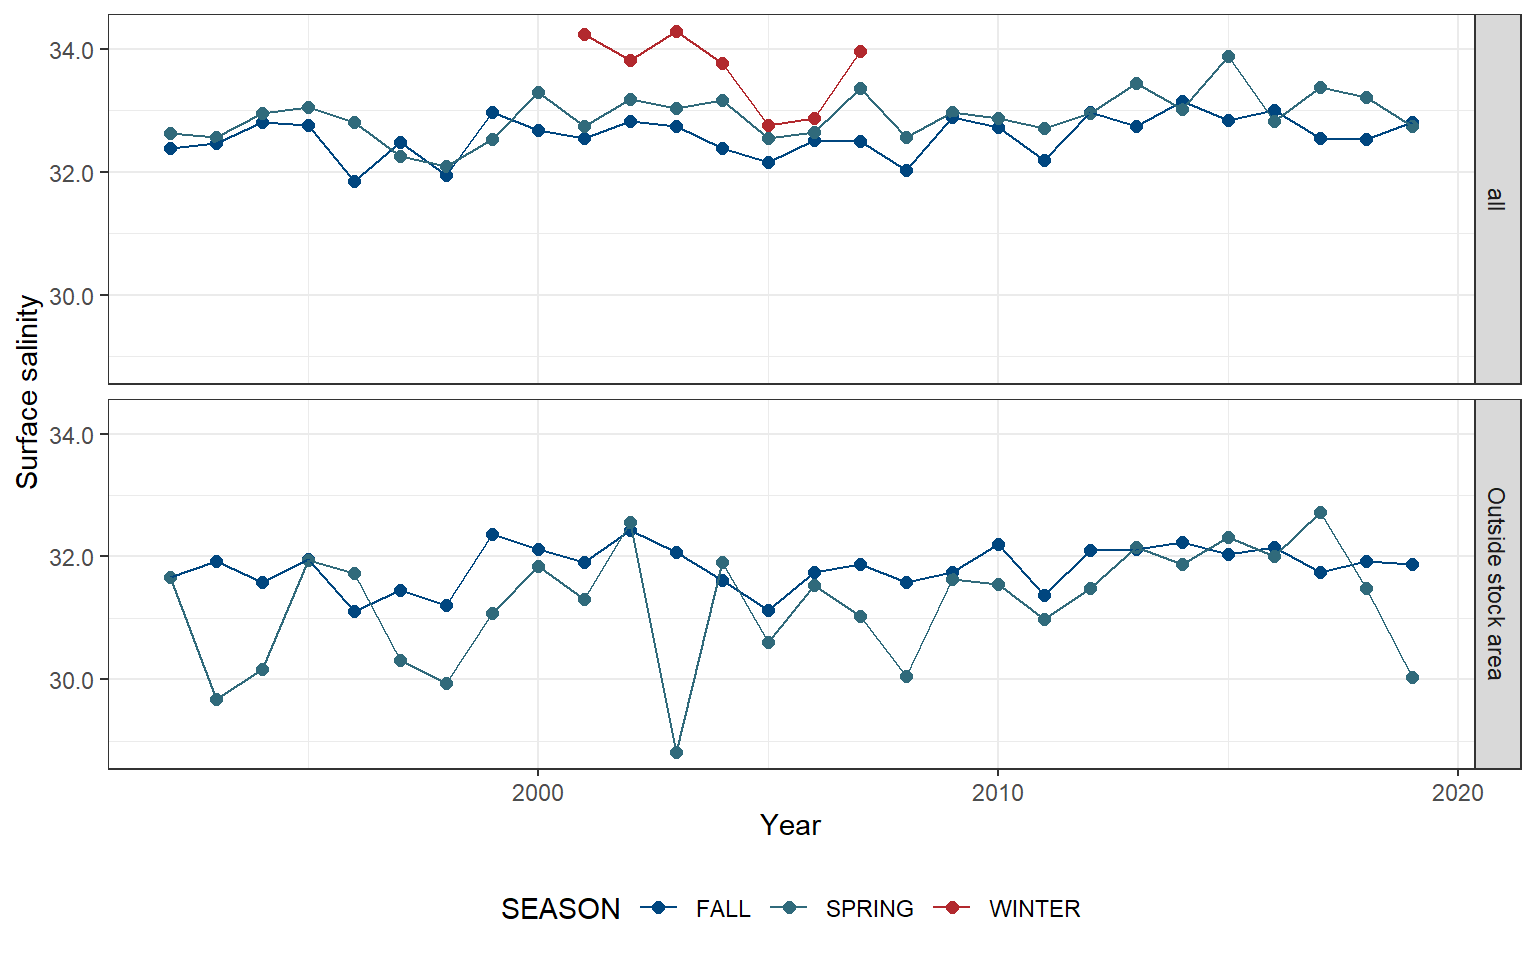 Surface salinity
34.0
32.0
30.0
all
34.0
32.0
30.0
Outside stock area
2000 2010 2020
Year
SEASON FALL SPRING WINTER